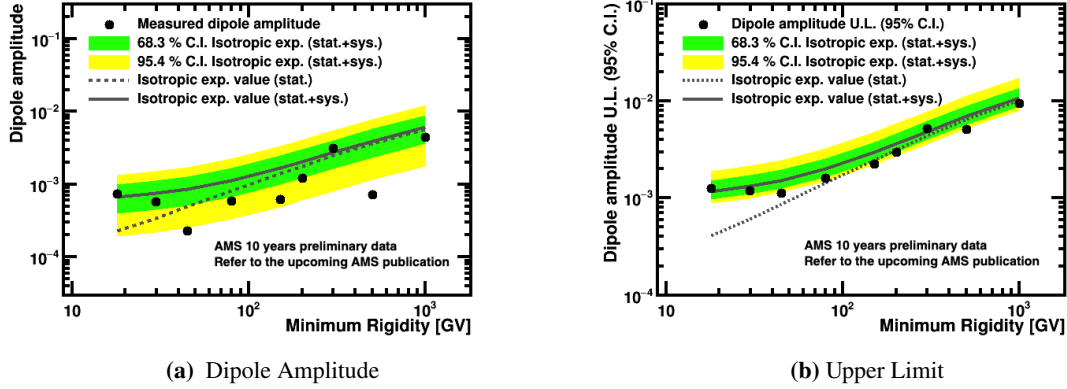 Dipole amplitude
10⁻¹
10⁻²
10⁻³
10⁻⁴
Measured dipole amplitude
68.3 % C.I. Isotropic exp. (stat.+sys.)
95.4 % C.I. Isotropic exp. (stat.+sys.)
Isotropic exp. value (stat.)
Isotropic exp. value (stat.+sys.)
AMS 10 years preliminary data
Refer to the upcoming AMS publication
10 10² 10³
Minimum Rigidity [GV]
(a) Dipole Amplitude
Dipole amplitude U.L. (95% C.I.)
10⁻¹
10⁻²
10⁻³
10⁻⁴
Dipole amplitude U.L. (95% C.I.)
68.3 % C.I. Isotropic exp. (stat.+sys.)
95.4 % C.I. Isotropic exp. (stat.+sys.)
Isotropic exp. value (stat.)
Isotropic exp. value (stat.+sys.)
AMS 10 years preliminary data
Refer to the upcoming AMS publication
10 10² 10³
Minimum Rigidity [GV]
(b) Upper Limit